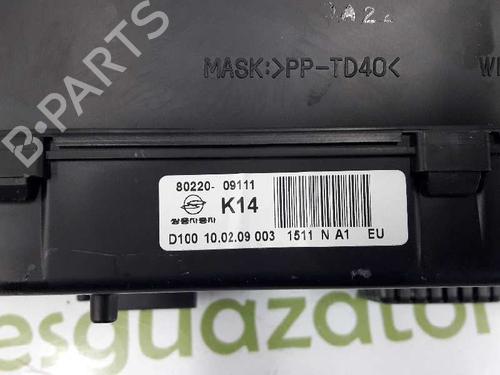 MASK:>PP-TD40<
B-PARTS
80220- 09111
K14
쌍용자동차
D100 10.02.09 003 1511 N A1 EU
esguazator